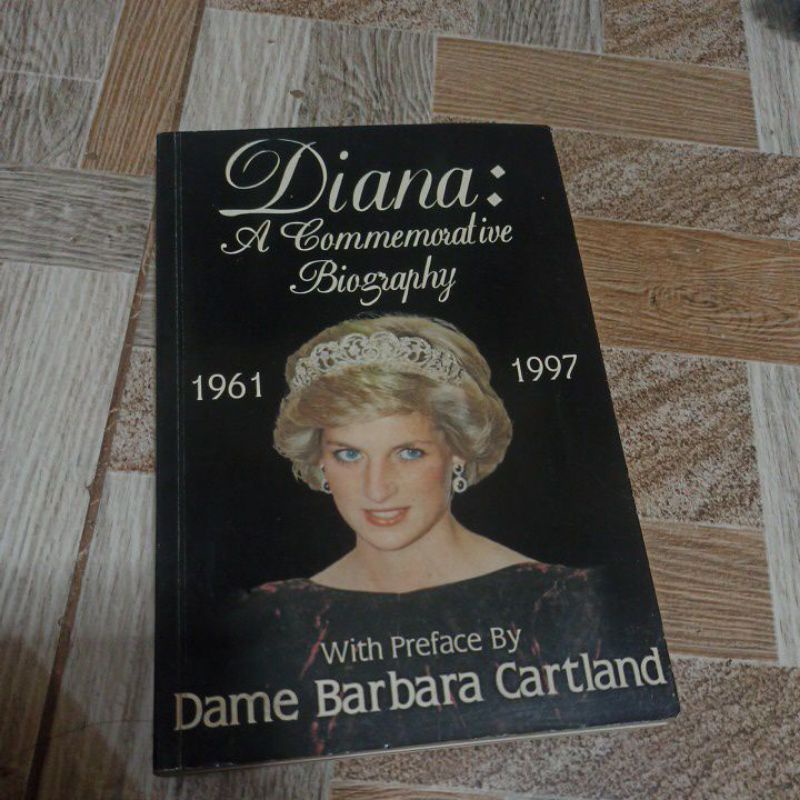 Diana:
A Commemorative
Biography
1961
1997
With Preface By
Dame Barbara Cartland